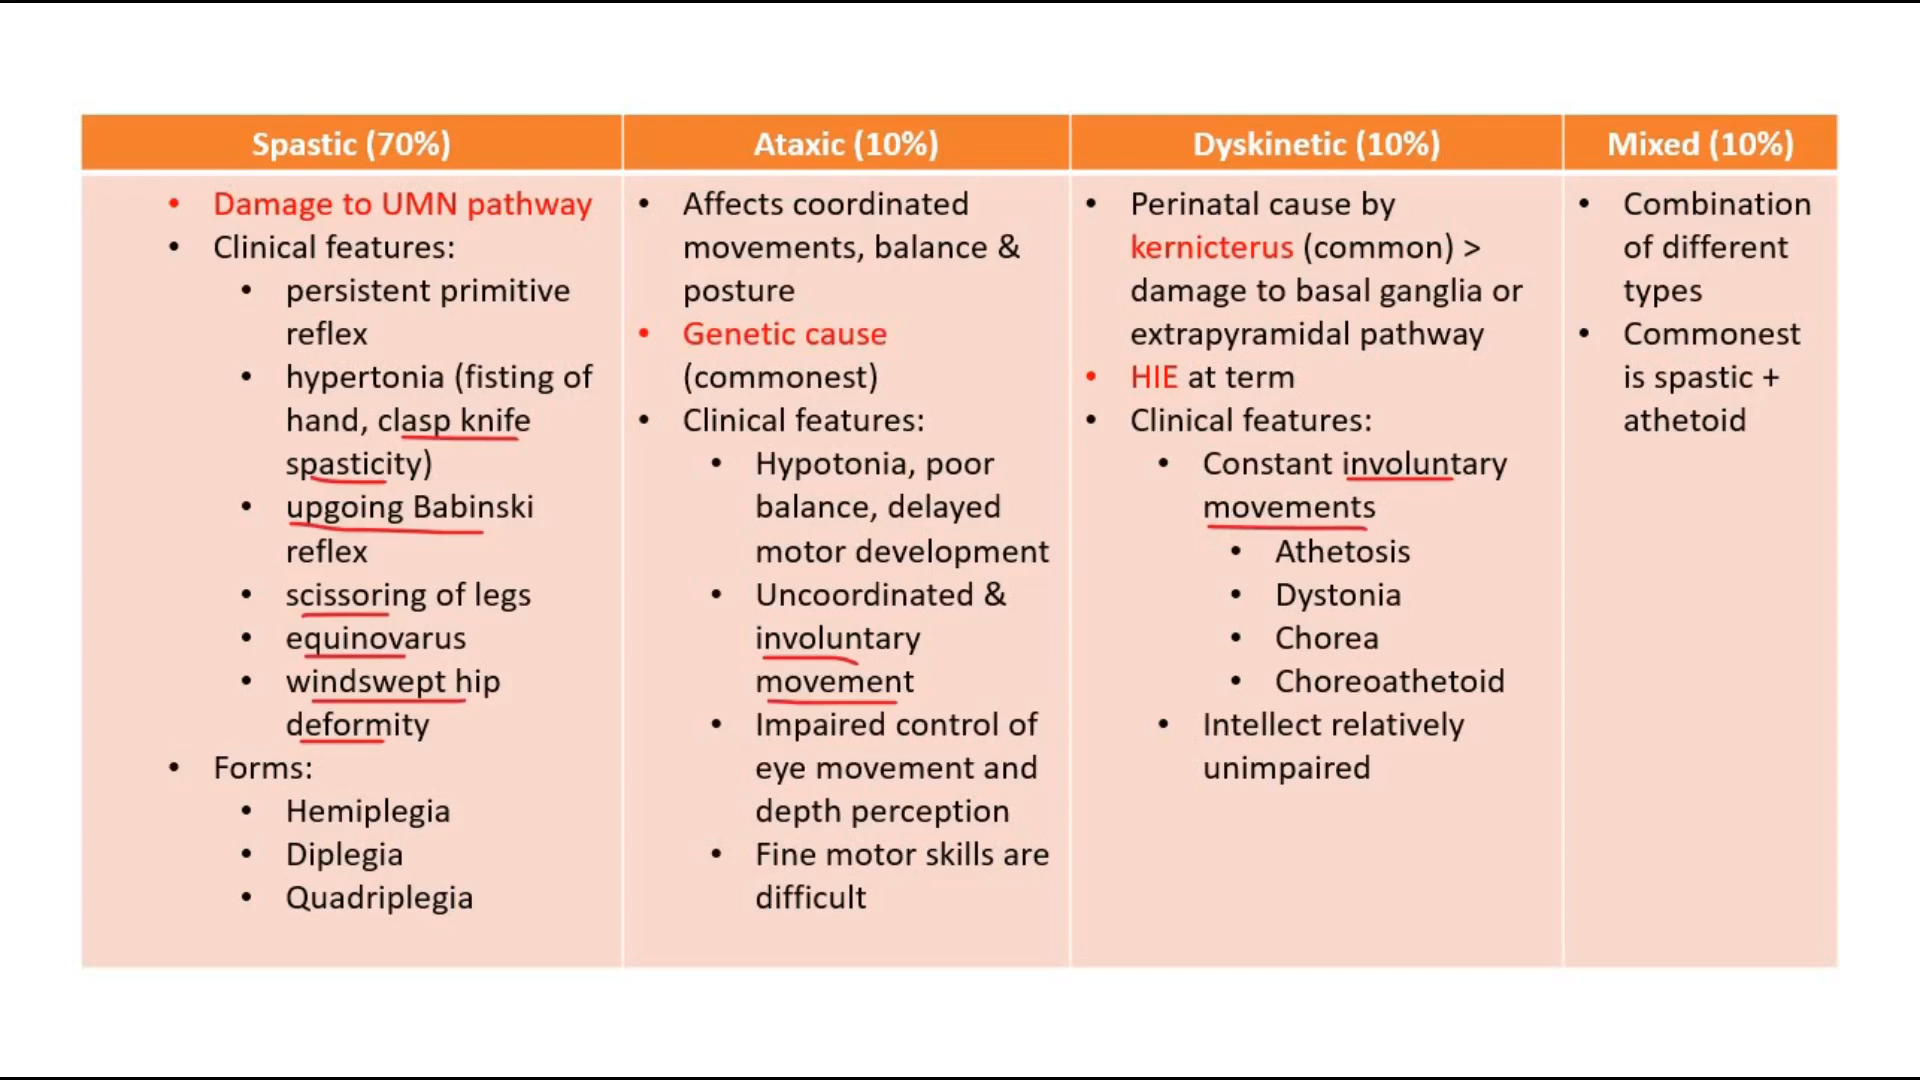 Spastic (70%)
• Damage to UMN pathway
• Clinical features:
• persistent primitive
reflex
• hypertonia (fisting of
hand, clasp knife
spasticity)
• upgoing Babinski
reflex
• scissoring of legs
• equinovarus
• windswept hip
deformity
• Forms:
• Hemiplegia
• Diplegia
• Quadriplegia
Ataxic (10%)
• Affects coordinated
movements, balance &
posture
• Genetic cause
(commonest)
• Clinical features:
• Hypotonia, poor
balance, delayed
motor development
• Uncoordinated &
involuntary
movement
• Impaired control of
eye movement and
depth perception
• Fine motor skills are
difficult
Dyskinetic (10%)
• Perinatal cause by
kernicterus (common) >
damage to basal ganglia or
extrapyramidal pathway
• HIE at term
• Clinical features:
• Constant involuntary
movements
• Athetosis
• Dystonia
• Chorea
• Choreoathetoid
• Intellect relatively
unimpaired
Mixed (10%)
• Combination
of different
types
• Commonest
is spastic +
athetoid